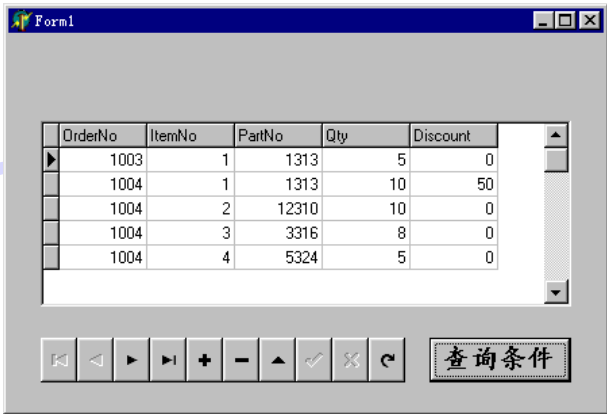 Form1
OrderNo ItemNo PartNo Qty Discount
1003 1 1313 5 0
1004 1 1313 10 50
1004 2 12310 10 0
1004 3 3316 8 0
1004 4 5324 5 0
查询条件